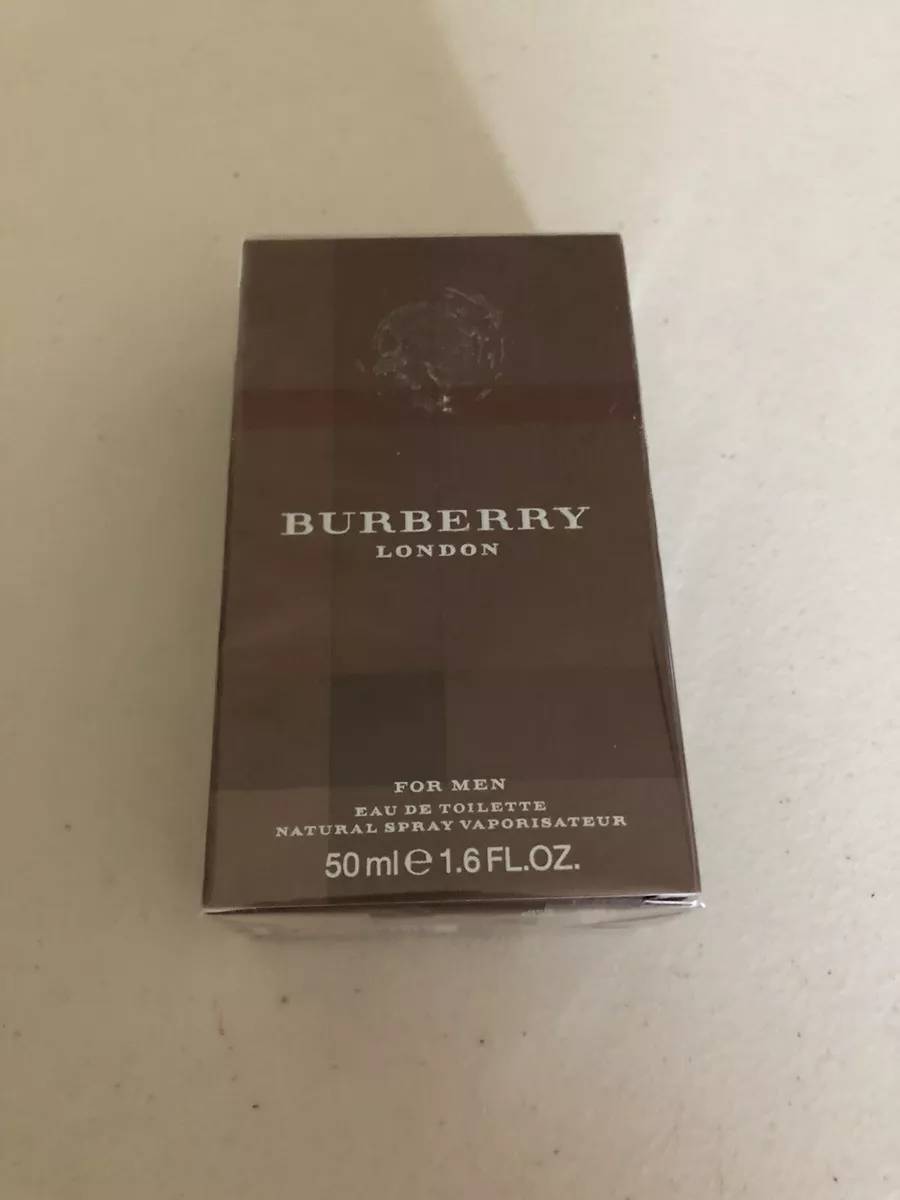 BURBERRY
LONDON
FOR MEN
EAU DE TOILETTE
NATURAL SPRAY VAPORISATEUR
50 ml ℮ 1.6 FL.OZ.